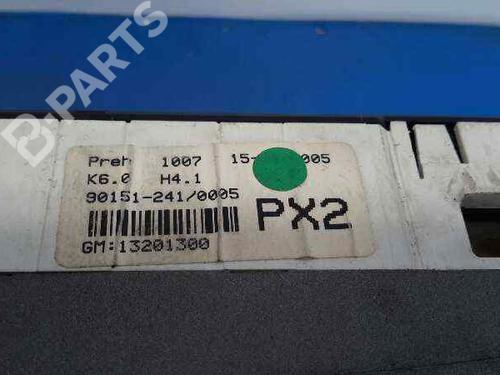 B-PARTS
Preh 1007 15-
K6.0 H4.1
90151-241/0005
PX2
GM:13201300